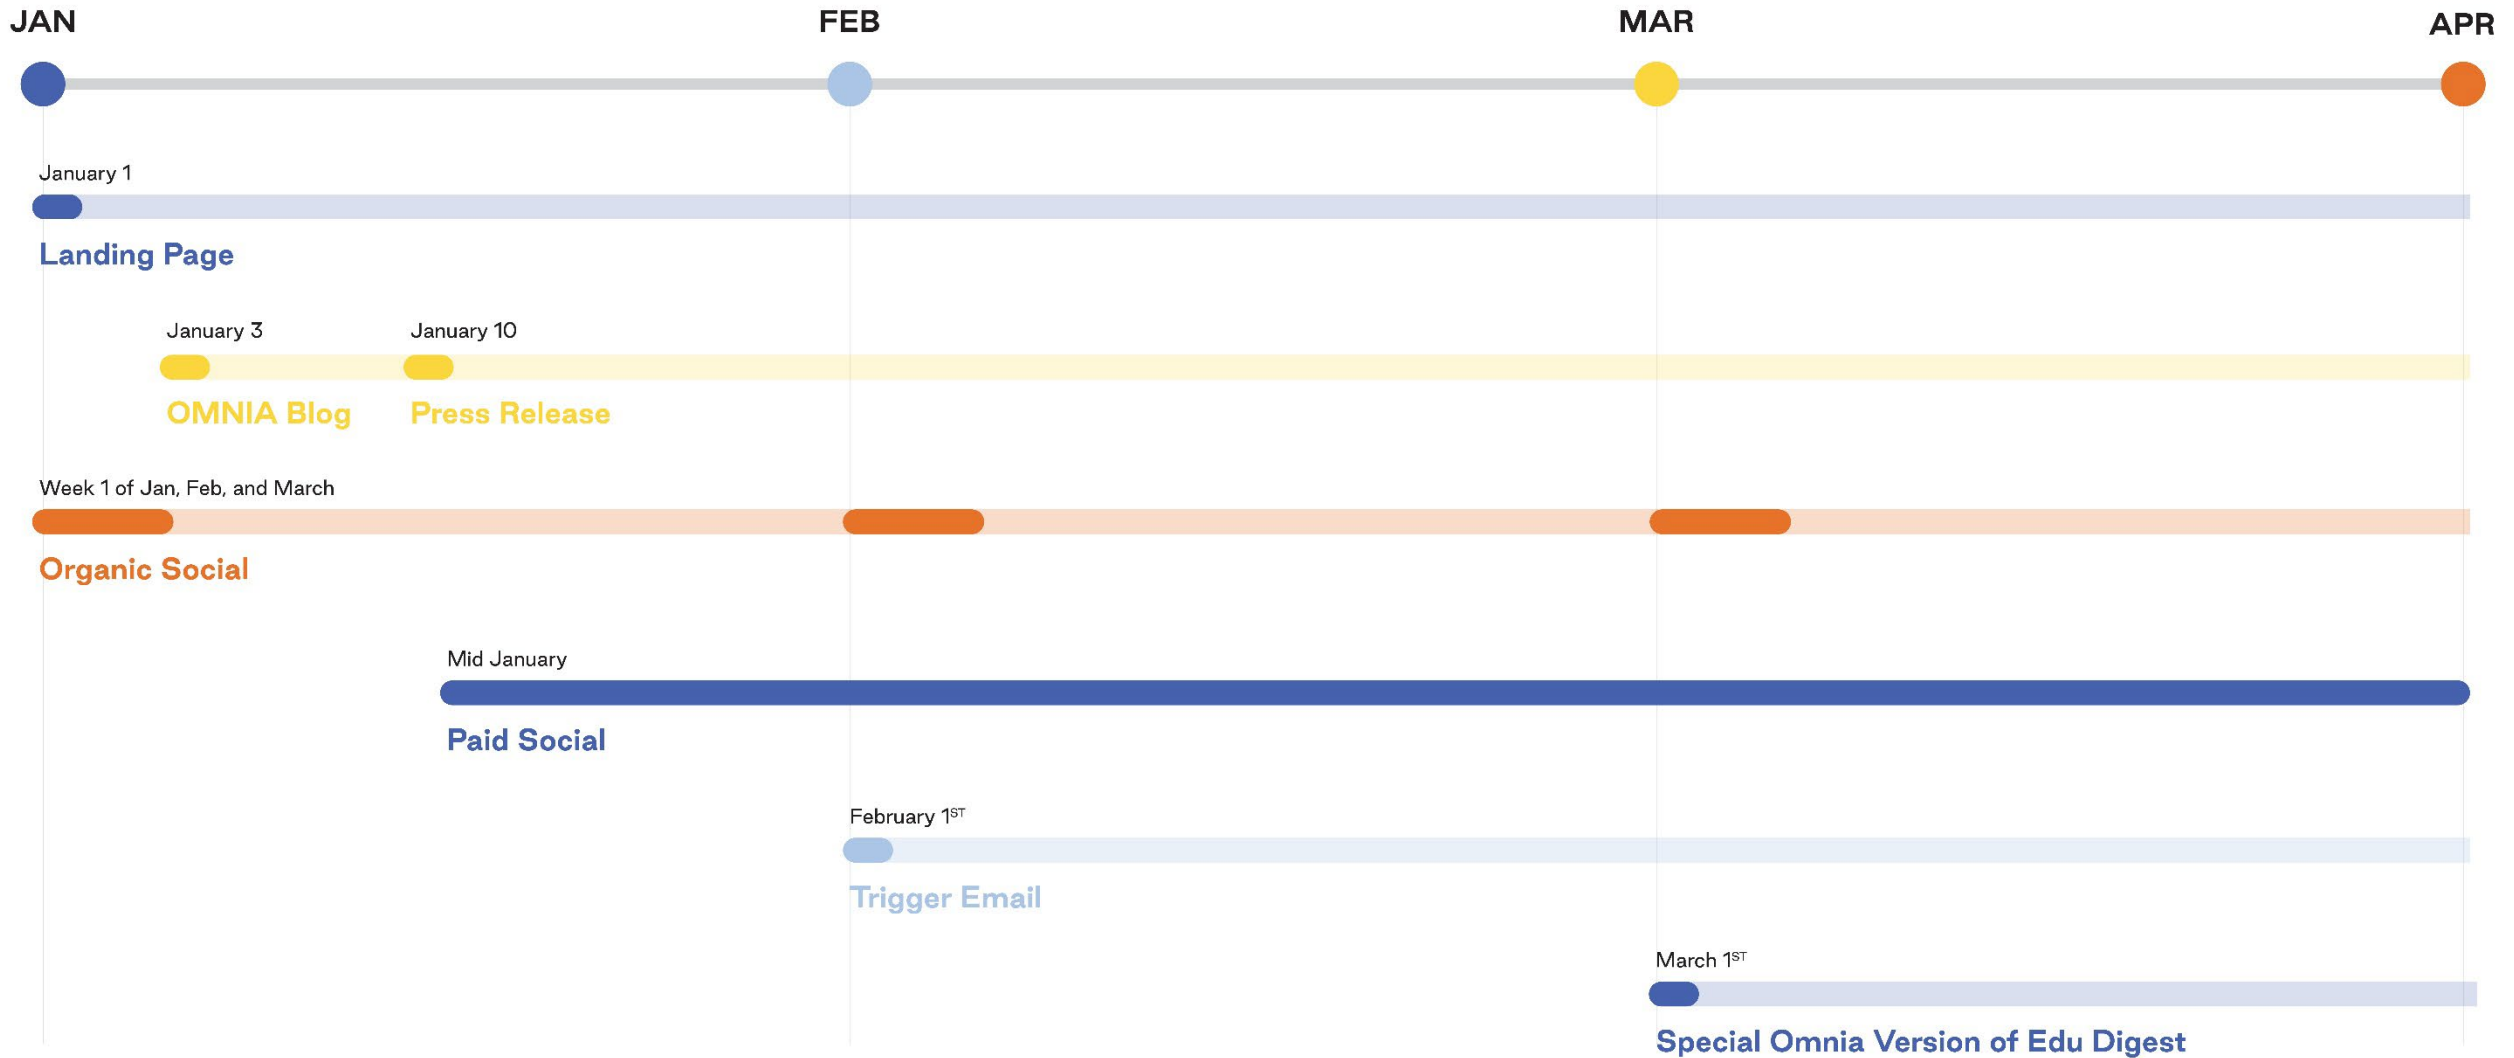 JAN FEB MAR APR
January 1
Landing Page
January 3 January 10
OMNIA Blog Press Release
Week 1 of Jan, Feb, and March
Organic Social
Mid January
Paid Social
February 1ST
Trigger Email
March 1ST
Special Omnia Version of Edu Digest